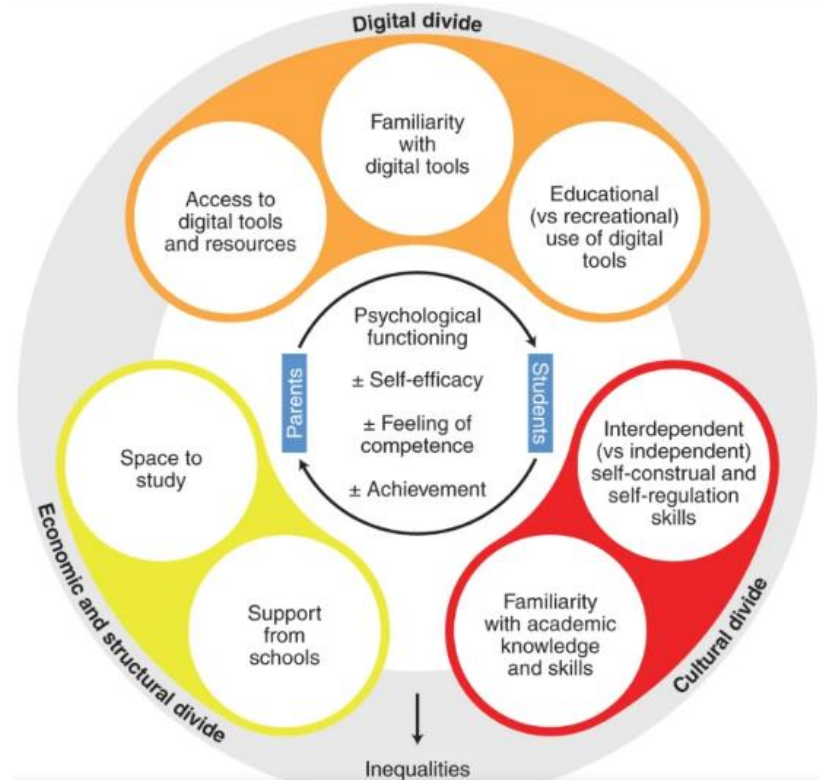 Digital divide
Familiarity
with
digital tools
Access to
digital tools
and resources
Educational
(vs recreational)
use of digital
tools
Psychological
functioning
± Self-efficacy
± Feeling of
competence
± Achievement
Parents
Students
Space to
study
Support
from
schools
Economic and structural divide
Interdependent
(vs independent)
self-construal and
self-regulation
skills
Familiarity
with academic
knowledge
and skills
Cultural divide
Inequalities